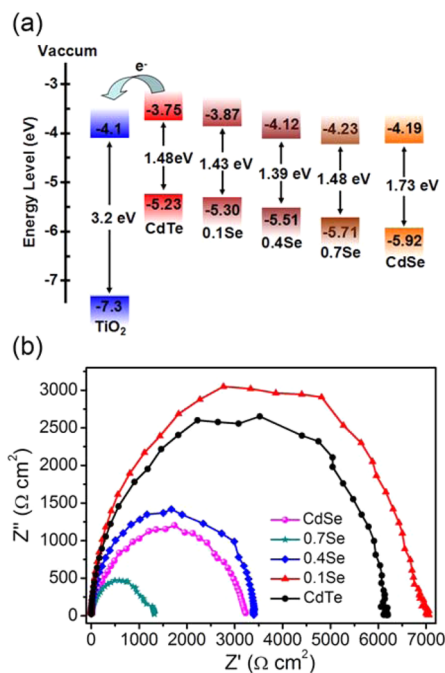 (a)
Vaccum
e-
-3
-4
-5
-6
-7
Energy Level (eV)
-4.1
-3.75
-3.87
-4.12
-4.23
-4.19
3.2 eV
1.48eV
1.43 eV
1.39 eV
1.48 eV
1.73 eV
-5.23
-5.30
-5.51
-5.71
-5.92
CdTe
0.1Se
0.4Se
0.7Se
CdSe
-7.3
TiO2
(b)
3000
2500
2000
1500
1000
500
0
Z'' (Ω cm²)
CdSe
0.7Se
0.4Se
0.1Se
CdTe
0 1000 2000 3000 4000 5000 6000 7000
Z' (Ω cm²)